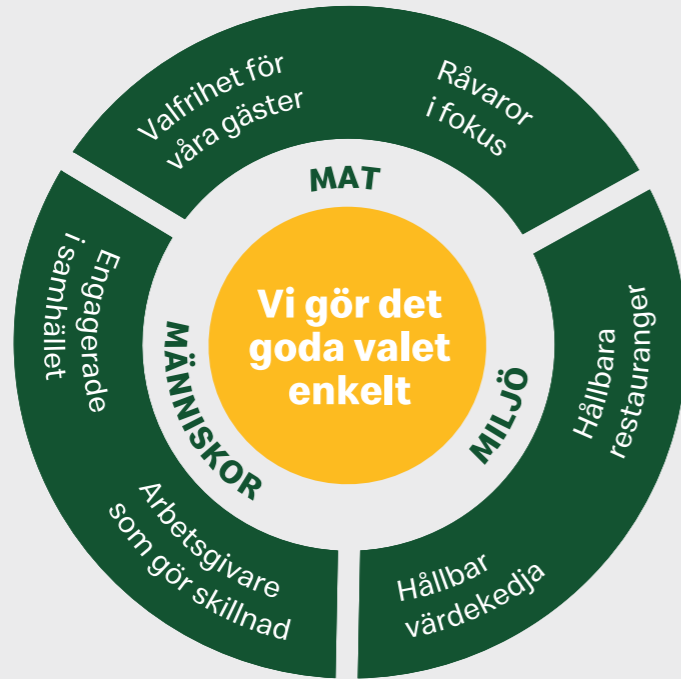 Valfrihet för
våra gäster
Råvaror
i fokus
MAT
Vi gör det
goda valet
enkelt
Engagerade
i samhället
MÄNNISKOR
MILJÖ
Hållbara
restauranger
Arbetsgivare
som gör skillnad
Hållbar
värdekedja